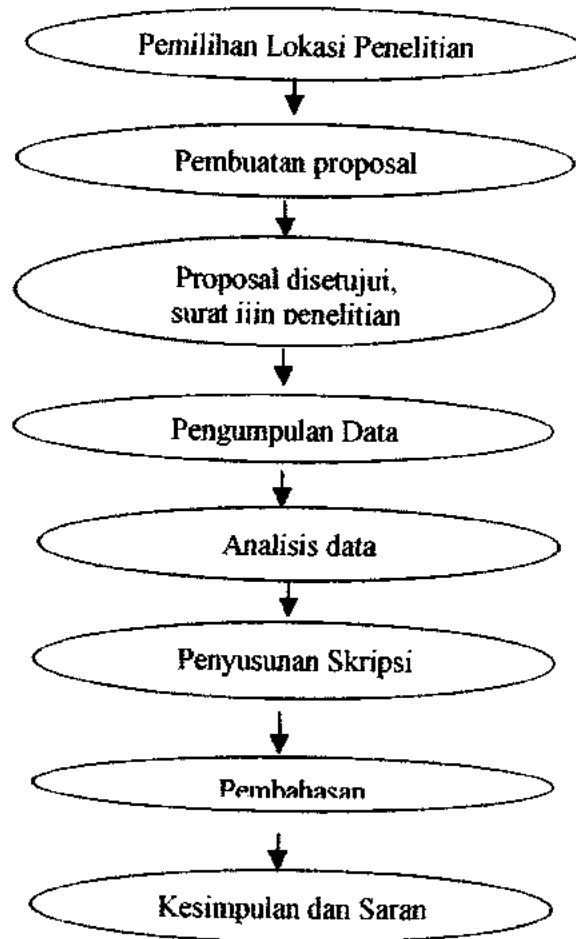 Pemilihan Lokasi Penelitian
Pembuatan proposal
Proposal disetujui,
surat ijin penelitian
Pengumpulan Data
Analisis data
Penyusunan Skripsi
Pembahasan
Kesimpulan dan Saran